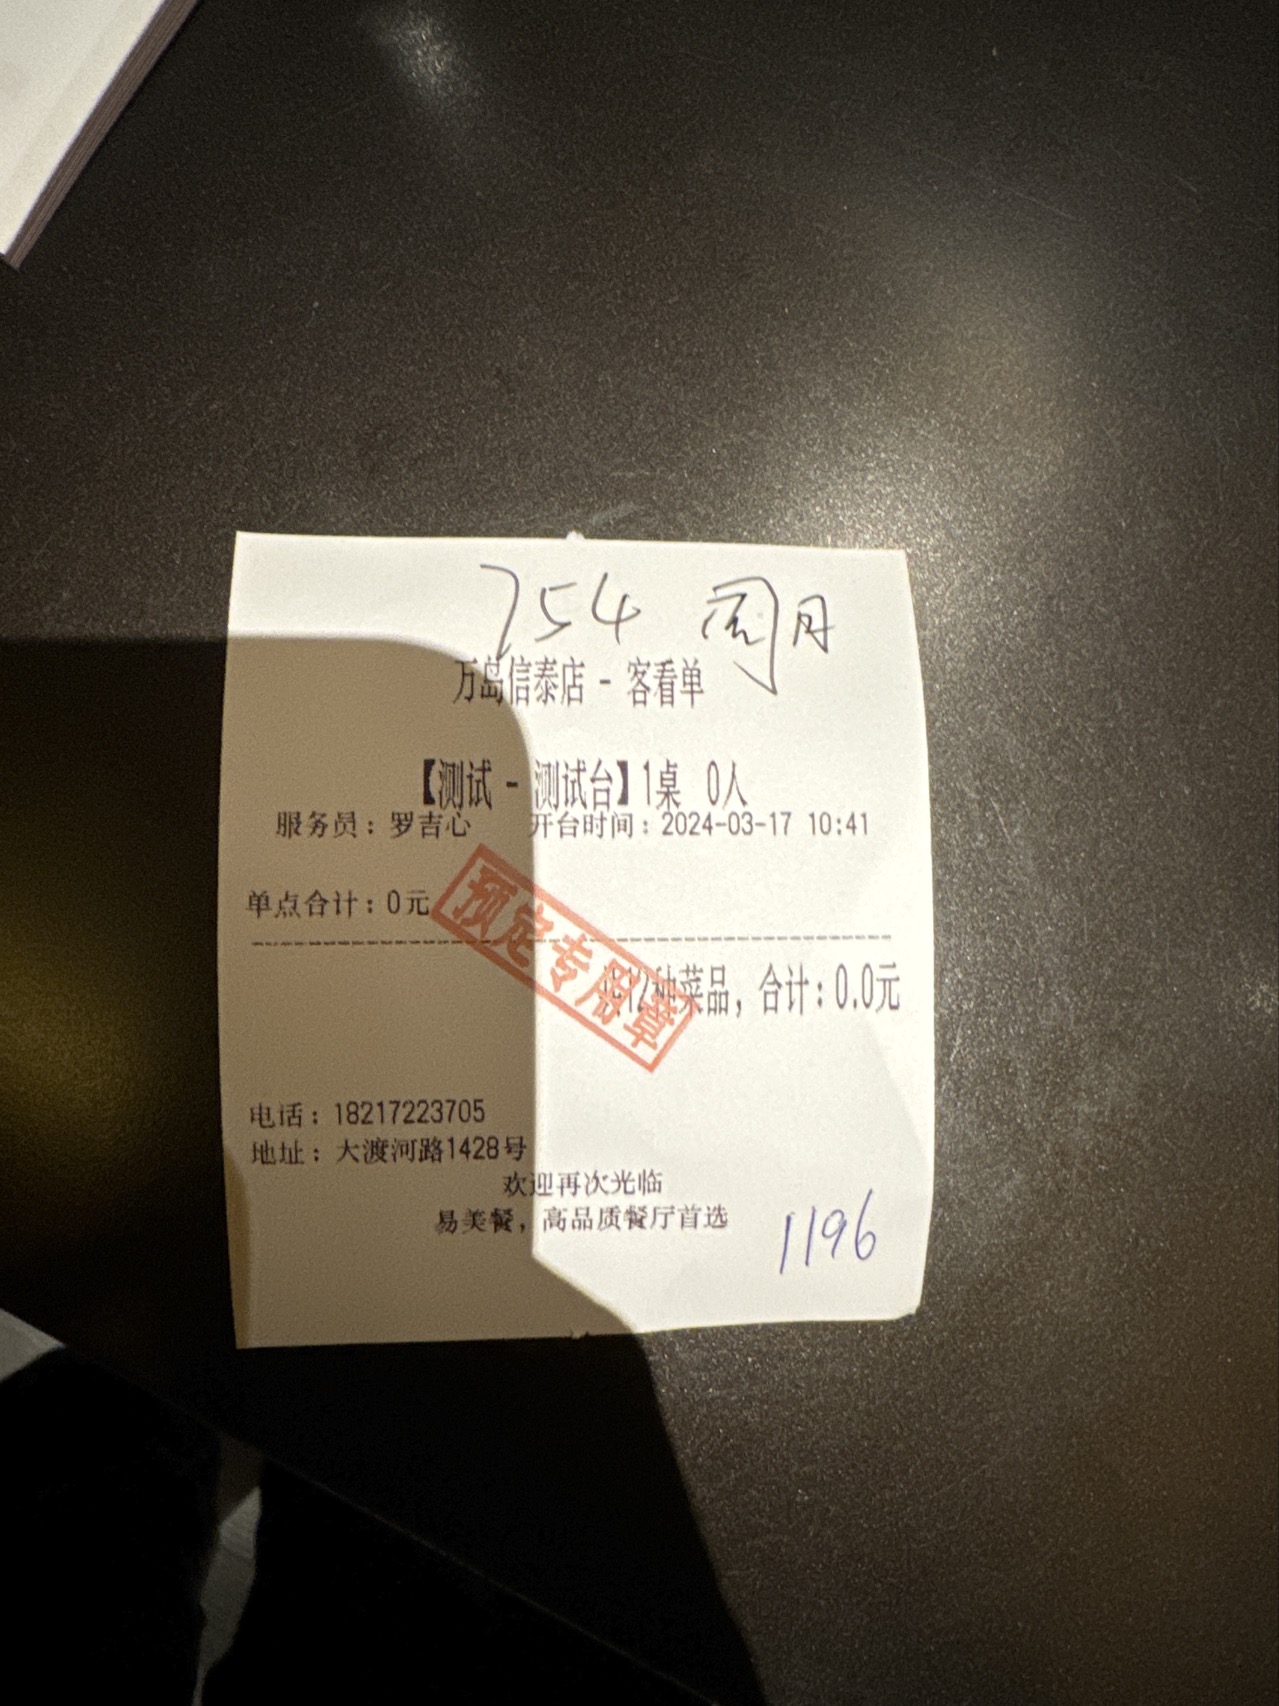 754 周月
万岛信泰店 - 客看单
【测试 - 测试台】1桌 0人
服务员：罗吉心 开台时间：2024-03-17 10:41
单点合计：0元
预定专用章
种菜品，合计：0.0元
电话：18217223705
地址：大渡河路1428号
欢迎再次光临
易美餐，高品质餐厅首选
1196